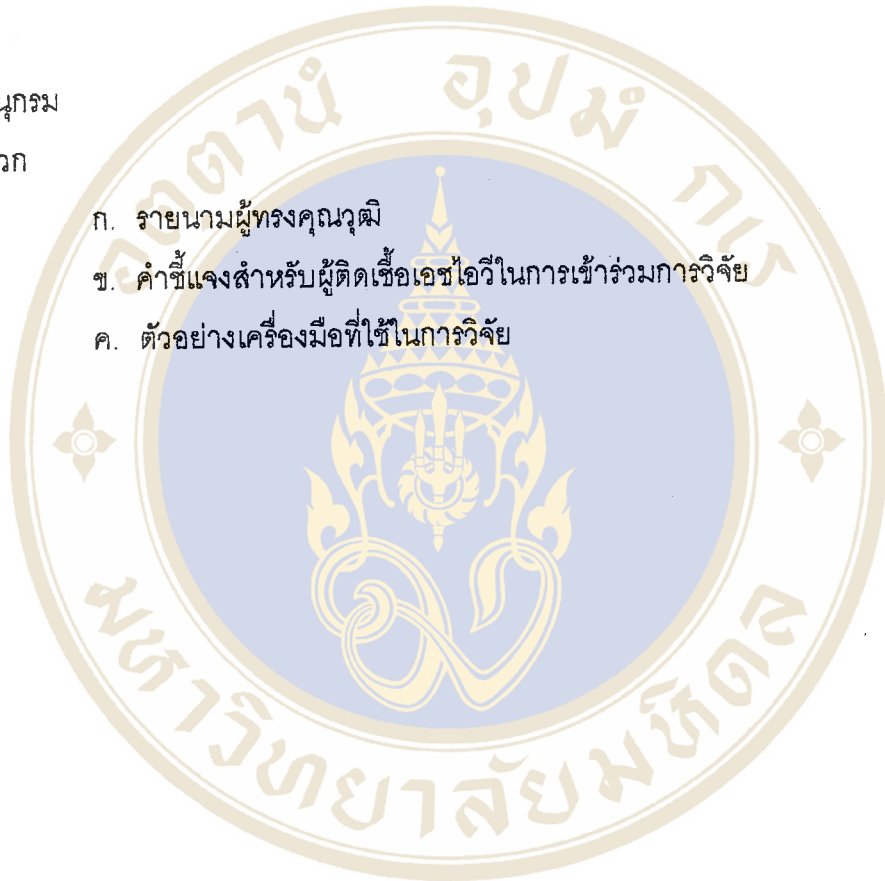 นุกรม
วก
ก. รายนามผู้ทรงคุณวุฒิ
ข. คำชี้แจงสำหรับผู้ติดเชื้อเอชไอวีในการเข้าร่วมการวิจัย
ค. ตัวอย่างเครื่องมือที่ใช้ในการวิจัย
อตฺตานํ อุปมํ กเร
มหาวิทยาลัยมหิดล